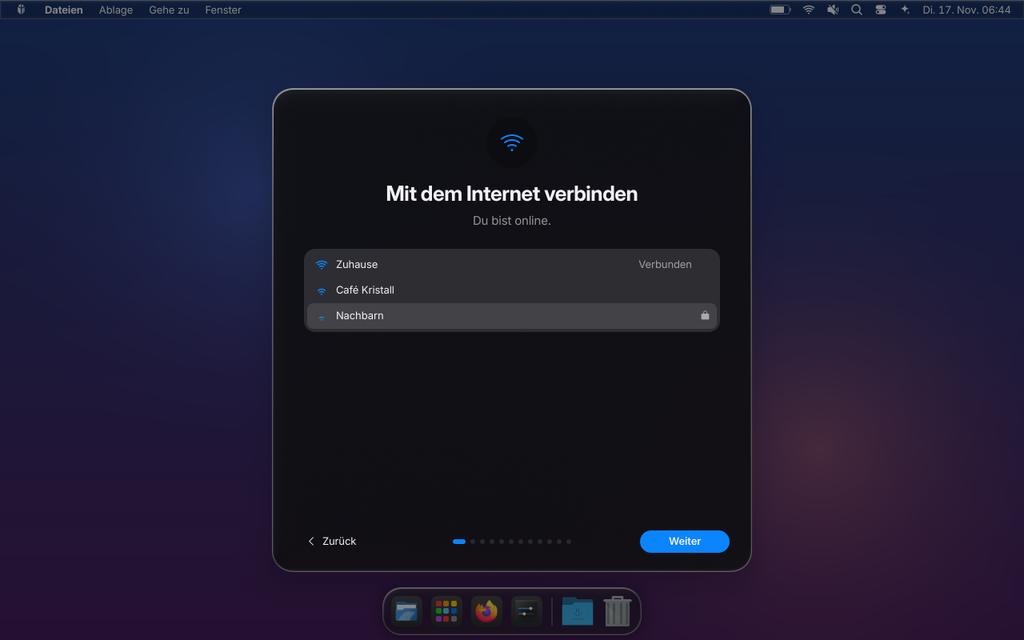 Dateien Ablage Gehe zu Fenster Di. 17. Nov. 06:44
Mit dem Internet verbinden
Du bist online.
Zuhause Verbunden
Café Kristall
Nachbarn
Zurück Weiter